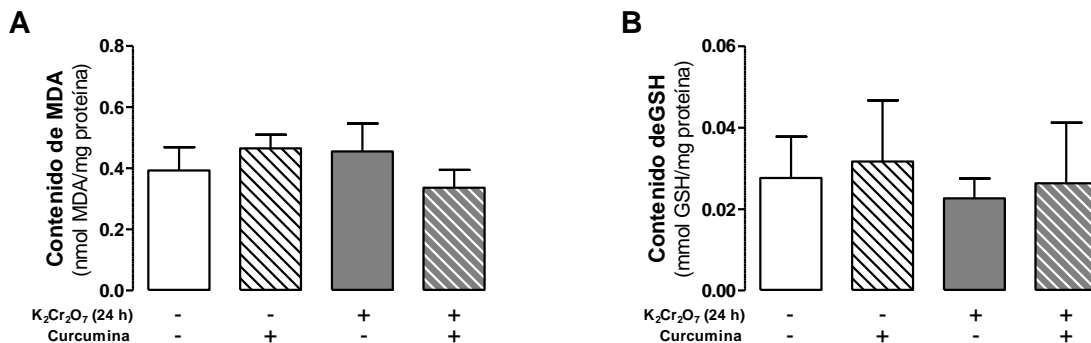 A
Contenido de MDA
(nmol MDA/mg proteína)
0.8
0.6
0.4
0.2
0.0
K₂Cr₂O₇ (24 h) - - + +
Curcumina - + - +
B
Contenido deGSH
(mmol GSH/mg proteína)
0.06
0.04
0.02
0.00
K₂Cr₂O₇ (24 h) - - + +
Curcumina - + - +